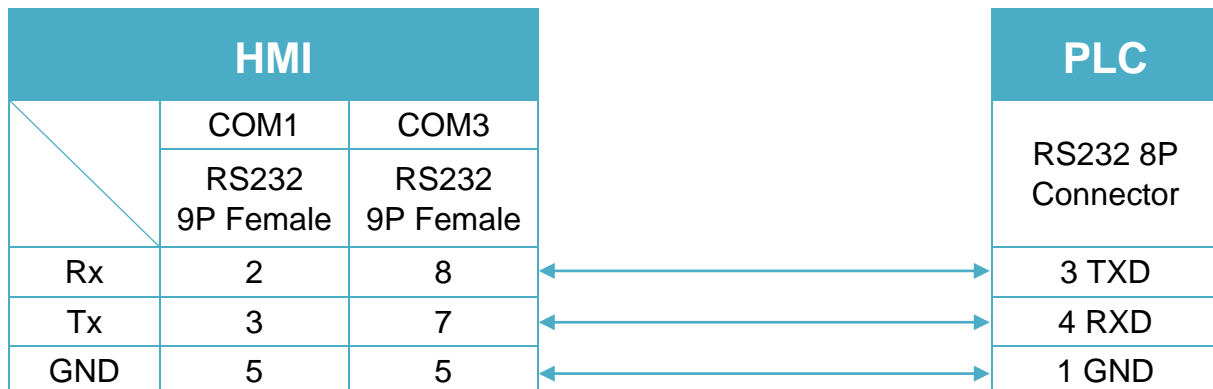 HMI
PLC
COM1 COM3
RS232 8P
Connector
RS232
9P Female
RS232
9P Female
Rx 2 8 3 TXD
Tx 3 7 4 RXD
GND 5 5 1 GND